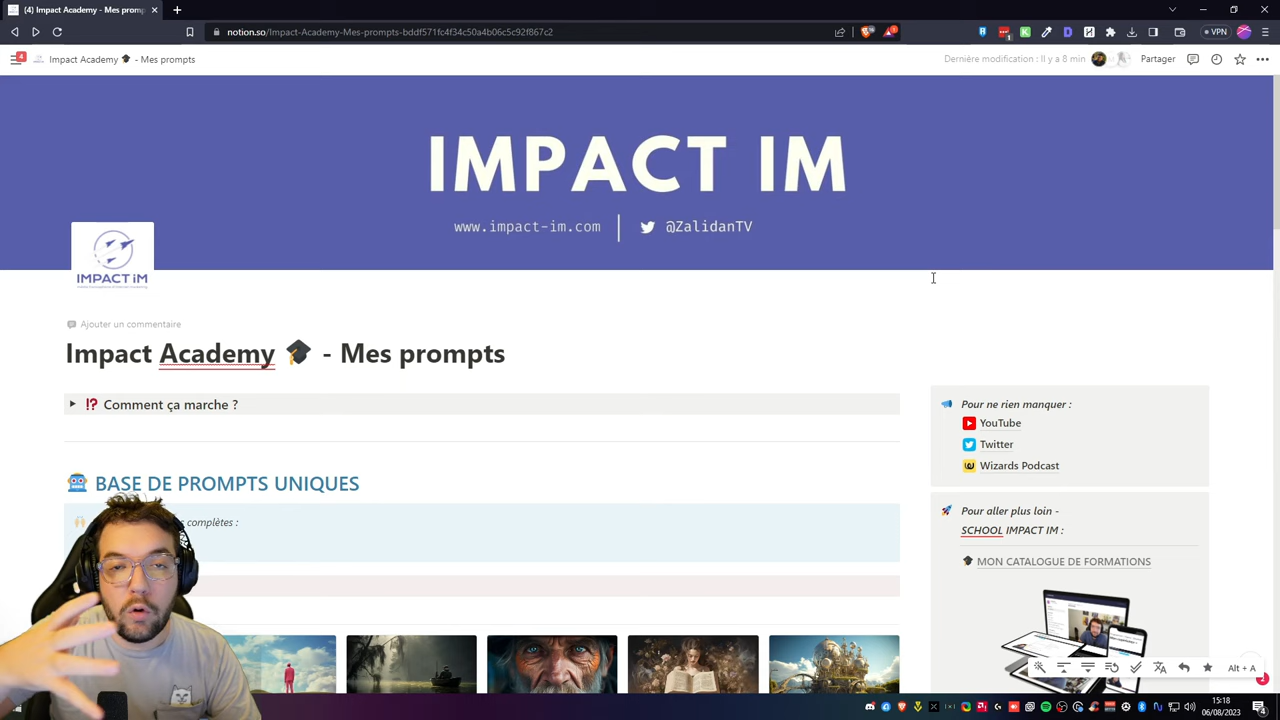 (4) Impact Academy - Mes promp
notion.so/Impact-Academy-Mes-prompts-bddf571fc4f34c50a4b06c5c92f867c2
VPN
4
Impact Academy 🎓 - Mes prompts
Dernière modification : Il y a 8 min
Partager
IMPACT IM
www.impact-im.com
@ZalidanTV
IMPACT iM
Ajouter un commentaire
Impact Academy 🎓 - Mes prompts
⁉ Comment ça marche ?
BASE DE PROMPTS UNIQUES
complètes :
Pour ne rien manquer :
YouTube
Twitter
Wizards Podcast
Pour aller plus loin -
SCHOOL IMPACT IM :
MON CATALOGUE DE FORMATIONS
Alt + A
15:18
06/08/2023